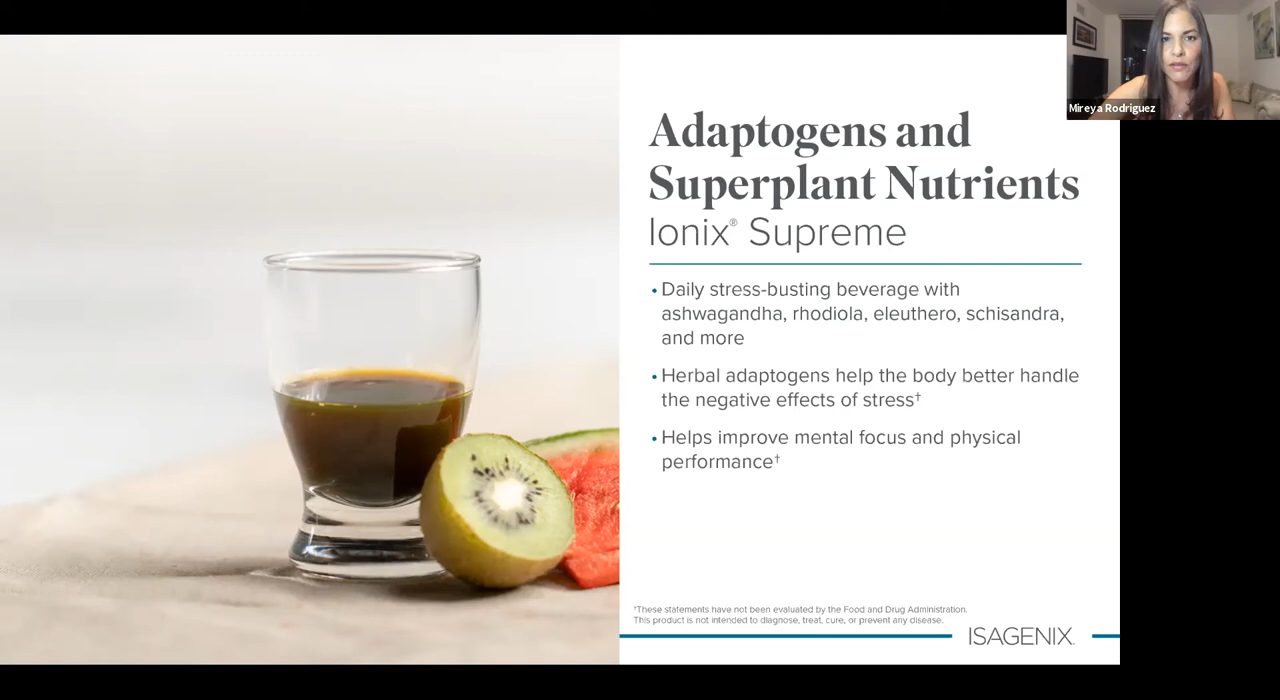 Mireya Rodríguez
Adaptogens and
Superplant Nutrients
Ionix® Supreme
• Daily stress-busting beverage with
ashwagandha, rhodiola, eleuthero, schisandra,
and more
• Herbal adaptogens help the body better handle
the negative effects of stress†
• Helps improve mental focus and physical
performance†
†These statements have not been evaluated by the Food and Drug Administration.
This product is not intended to diagnose, treat, cure, or prevent any disease.
ISAGENIX